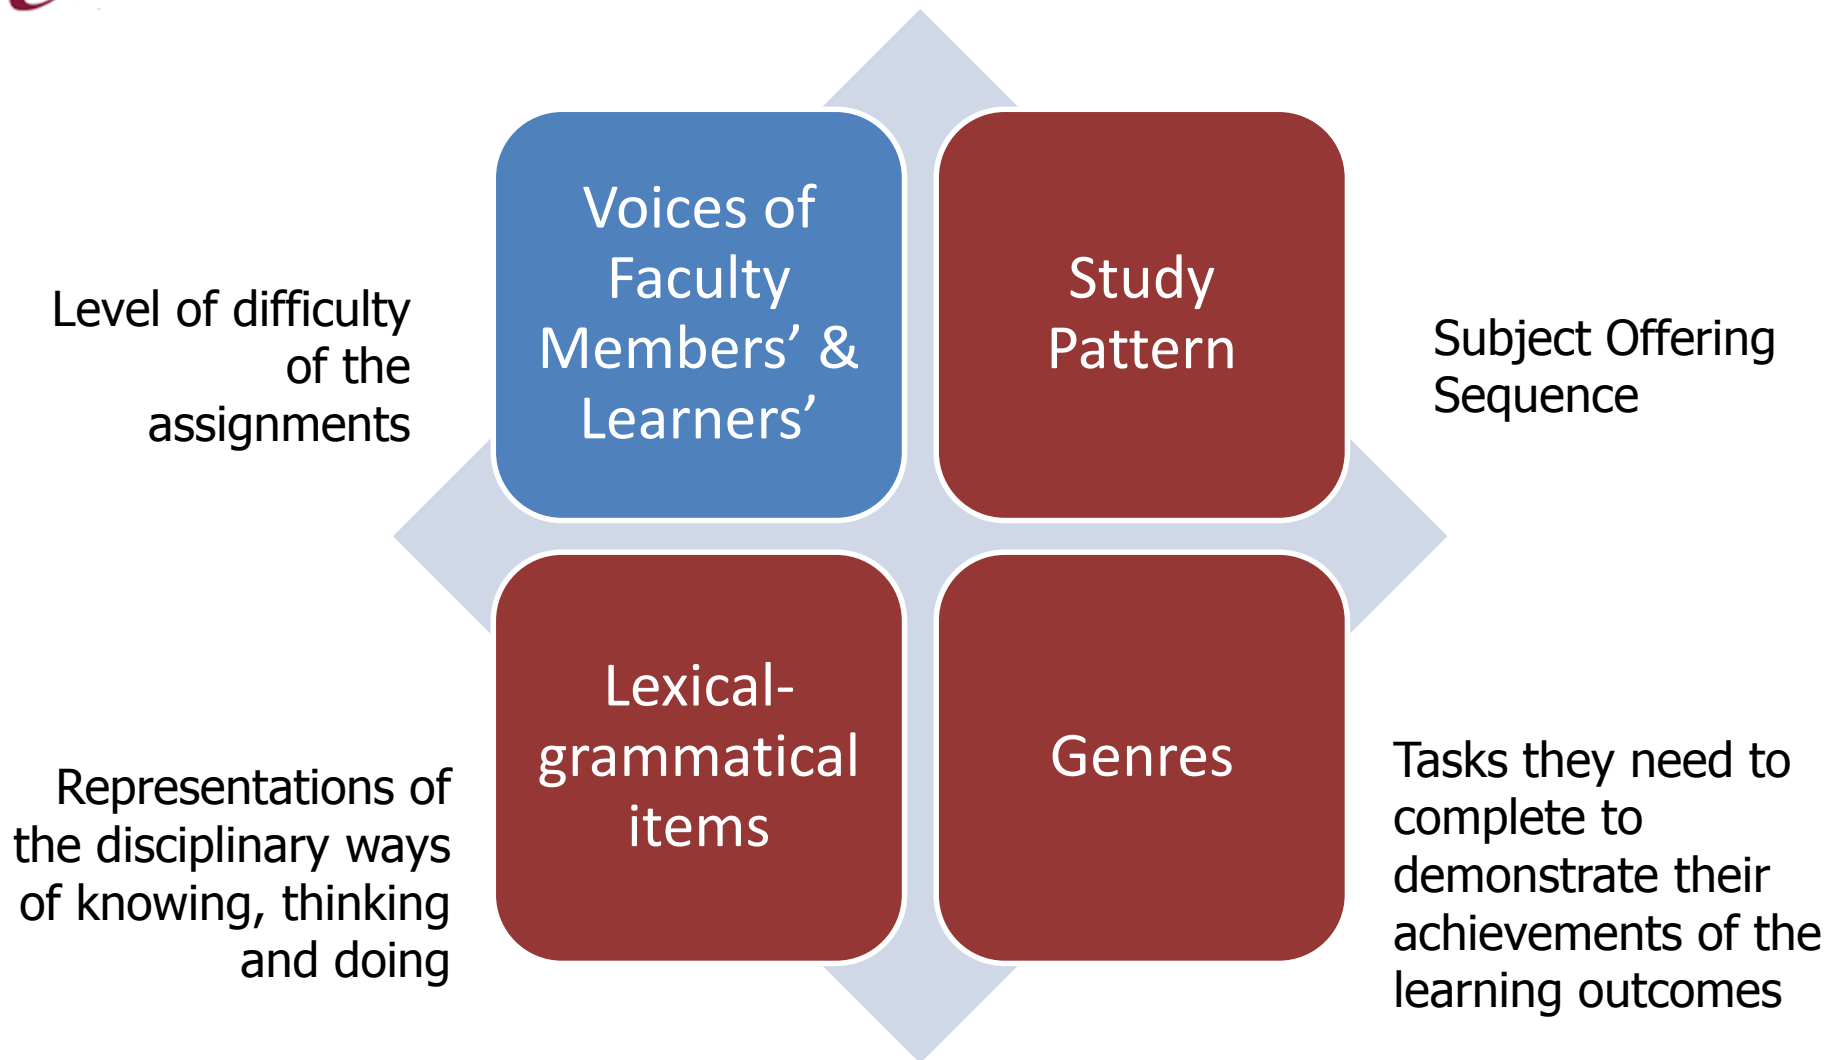 Level of difficulty
of the
assignments
Voices of
Faculty
Members’ &
Learners’
Study
Pattern
Subject Offering
Sequence
Representations of
the disciplinary ways
of knowing, thinking
and doing
Lexical-
grammatical
items
Genres
Tasks they need to
complete to
demonstrate their
achievements of the
learning outcomes